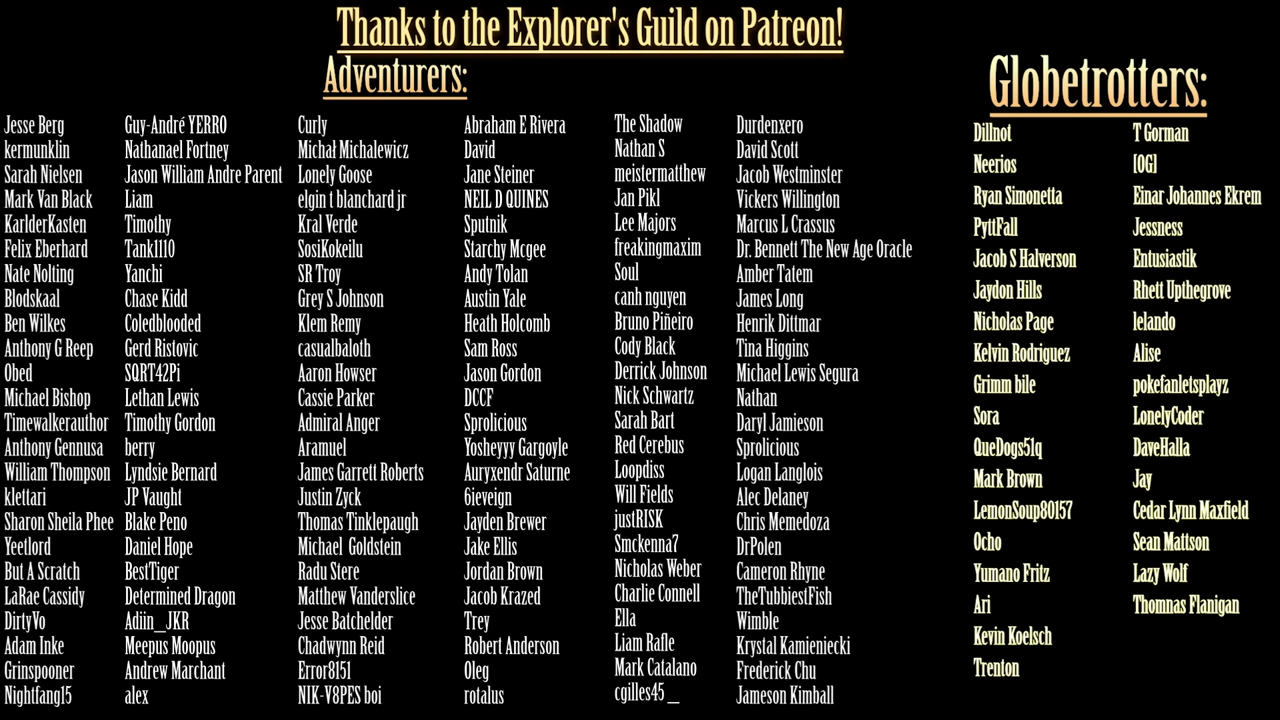 Thanks to the Explorer's Guild on Patreon!
Adventurers:
Jesse Berg
kermunklin
Sarah Nielsen
Mark Van Black
KarlderKasten
Felix Eberhard
Nate Nolting
Blodskaal
Ben Wilkes
Anthony G Reep
Obed
Michael Bishop
Timewalkerauthor
Anthony Gennusa
William Thompson
klettari
Sharon Sheila Phee
Yeetlord
But A Scratch
LaRae Cassidy
DirtyVo
Adam Inke
Grinspooner
Nightfang15
Guy-André YERRO
Nathanael Fortney
Jason William Andre Parent
Liam
Timothy
Tank1110
Yanchi
Chase Kidd
Coledblooded
Gerd Ristovic
SQRT42Pi
Lethan Lewis
Timothy Gordon
berry
Lyndsie Bernard
JP Vaught
Blake Peno
Daniel Hope
BestTiger
Determined Dragon
Adiin_JKR
Meepus Moopus
Andrew Marchant
alex
Curly
Michał Michalewicz
Lonely Goose
elgin t blanchard jr
Kral Verde
SosiKokeilu
SR Troy
Grey S Johnson
Klem Remy
casualbaloth
Aaron Howser
Cassie Parker
Admiral Anger
Aramuel
James Garrett Roberts
Justin Zyck
Thomas Tinklepaugh
Michael Goldstein
Radu Stere
Matthew Vanderslice
Jesse Batchelder
Chadwynn Reid
Error8151
NIK-V8PES boi
Abraham E Rivera
David
Jane Steiner
NEIL D QUINES
Sputnik
Starchy Mcgee
Andy Tolan
Austin Yale
Heath Holcomb
Sam Ross
Jason Gordon
DCCF
Sprolicious
Yosheyyy Gargoyle
Auryxendr Saturne
6ieveign
Jayden Brewer
Jake Ellis
Jordan Brown
Jacob Krazed
Trey
Robert Anderson
Oleg
rotalus
The Shadow
Nathan S
meistermatthew
Jan Pikl
Lee Majors
freakingmaxim
Soul
canh nguyen
Bruno Piñeiro
Cody Black
Derrick Johnson
Nick Schwartz
Sarah Bart
Red Cerebus
Loopdiss
Will Fields
justRISK
Smckenna7
Nicholas Weber
Charlie Connell
Ella
Liam Rafle
Mark Catalano
cgilles45_
Durdenxero
David Scott
Jacob Westminster
Vickers Willington
Marcus L Crassus
Dr. Bennett The New Age Oracle
Amber Tatem
James Long
Henrik Dittmar
Tina Higgins
Michael Lewis Segura
Nathan
Daryl Jamieson
Sprolicious
Logan Langlois
Alec Delaney
Chris Memedoza
DrPolen
Cameron Rhyne
TheTubbiestFish
Wimble
Krystal Kamieniecki
Frederick Chu
Jameson Kimball
Globetrotters:
Dillnot
Neerios
Ryan Simonetta
PyttFall
Jacob S Halverson
Jaydon Hills
Nicholas Page
Kelvin Rodriguez
Grimm bile
Sora
QueDogs51q
Mark Brown
LemonSoup80157
Ocho
Yumano Fritz
Ari
Kevin Koelsch
Trenton
T Gorman
[OG]
Einar Johannes Ekrem
Jessness
Entusiastik
Rhett Upthegrove
lelando
Alise
pokefanletsplayz
LonelyCoder
DaveHalla
Jay
Cedar Lynn Maxfield
Sean Mattson
Lazy Wolf
Thomnas Flanigan